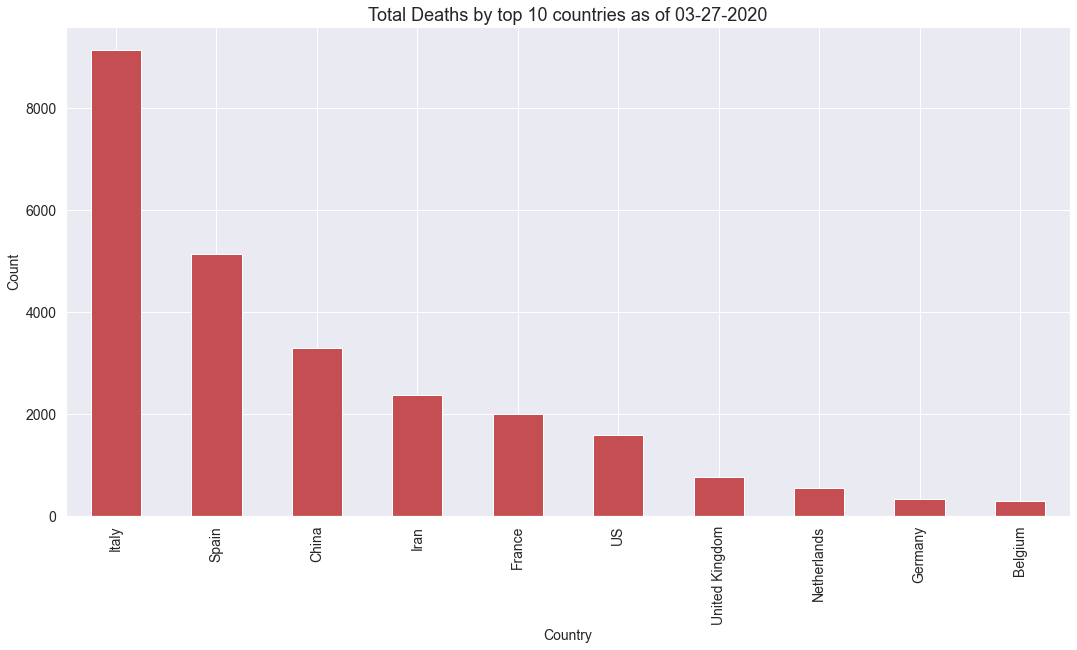 Total Deaths by top 10 countries as of 03-27-2020
Count
8000
6000
4000
2000
0
Italy
Spain
China
Iran
France
US
United Kingdom
Netherlands
Germany
Belgium
Country